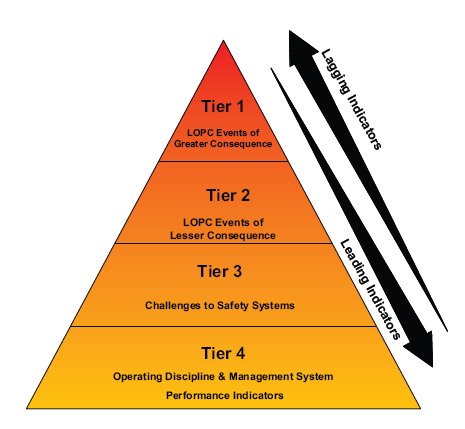 Tier 1
LOPC Events of
Greater Consequence
Tier 2
LOPC Events of
Lesser Consequence
Tier 3
Challenges to Safety Systems
Tier 4
Operating Discipline & Management System
Performance Indicators
Lagging Indicators
Leading Indicators